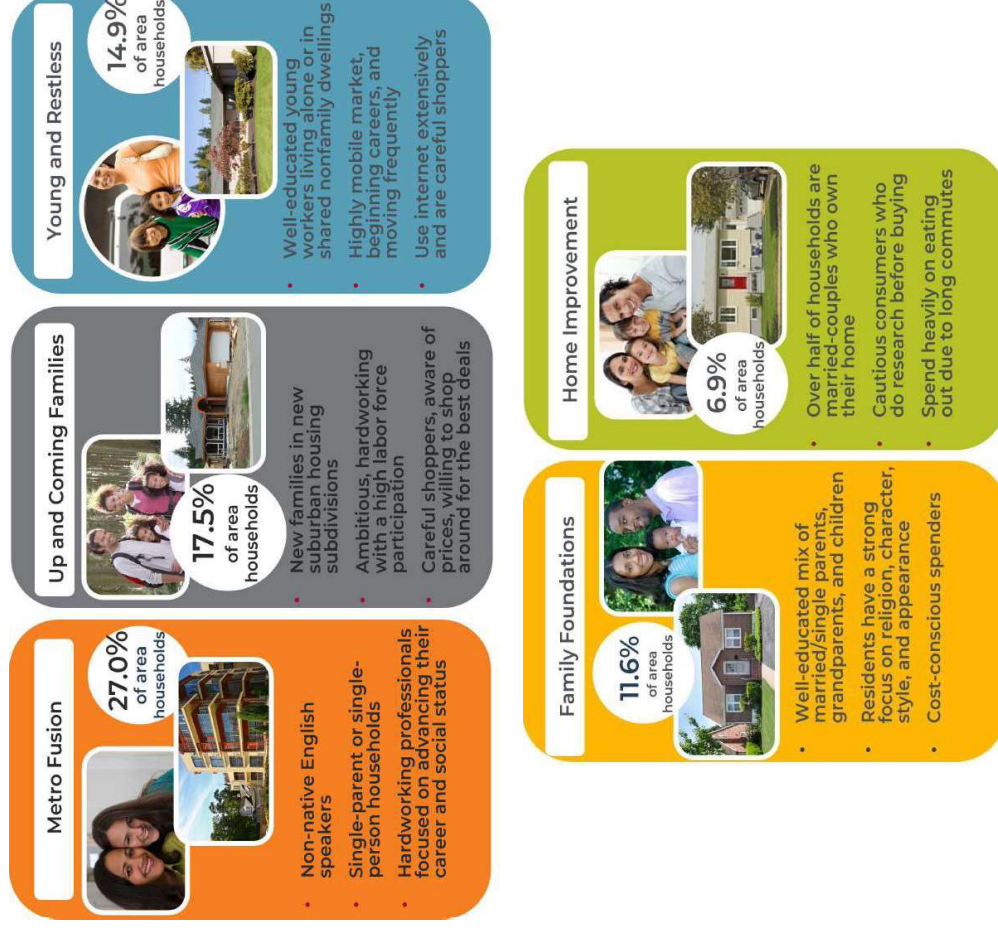 Metro Fusion
27.0%
of area
households
• Non-native English
speakers
• Single-parent or single-
person households
• Hardworking professionals
focused on advancing their
career and social status
Up and Coming Families
17.5%
of area
households
• New families in new
suburban housing
subdivisions
• Ambitious, hardworking
with a high labor force
participation
• Careful shoppers, aware of
prices, willing to shop
around for the best deals
Young and Restless
14.9%
of area
households
• Well-educated young
workers living alone or in
shared nonfamily dwellings
• Highly mobile market,
beginning careers, and
moving frequently
• Use internet extensively
and are careful shoppers
Family Foundations
11.6%
of area
households
• Well-educated mix of
married/single parents,
grandparents, and children
• Residents have a strong
focus on religion, character,
style, and appearance
• Cost-conscious spenders
Home Improvement
6.9%
of area
households
• Over half of households are
married-couples who own
their home
• Cautious consumers who
do research before buying
• Spend heavily on eating
out due to long commutes